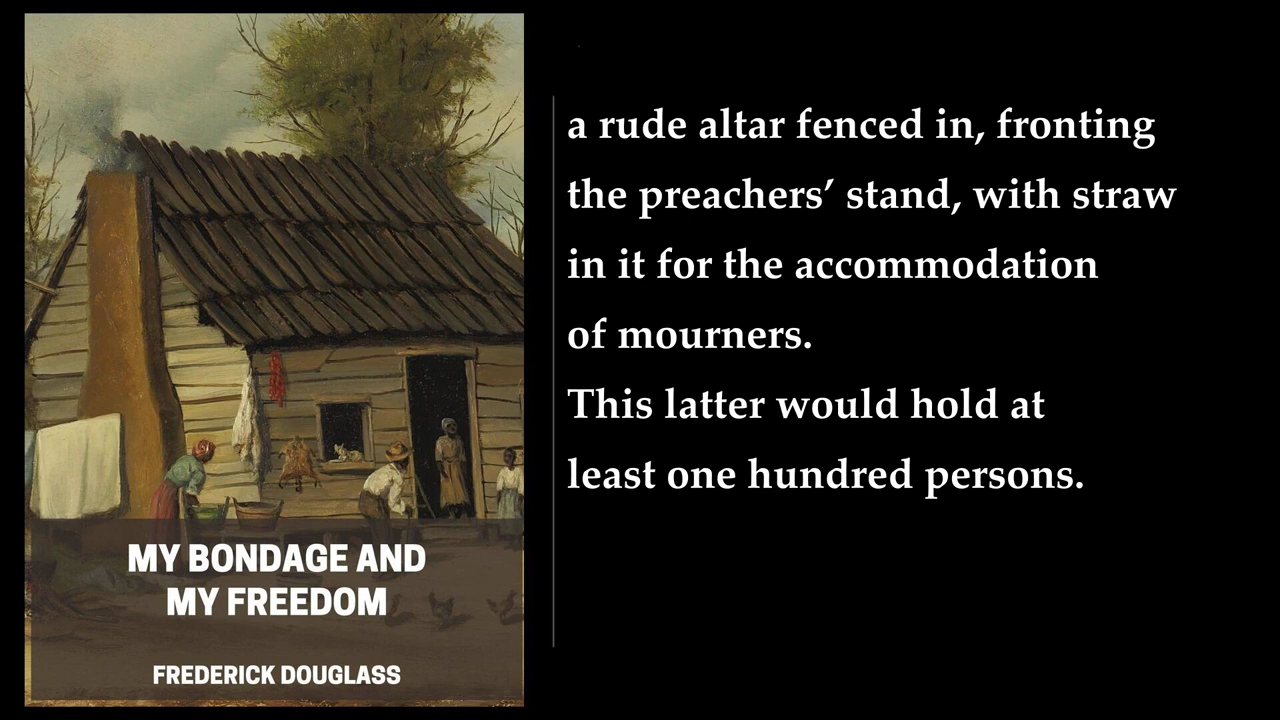 a rude altar fenced in, fronting
the preachers’ stand, with straw
in it for the accommodation
of mourners.
This latter would hold at
least one hundred persons.
MY BONDAGE AND
MY FREEDOM
FREDERICK DOUGLASS